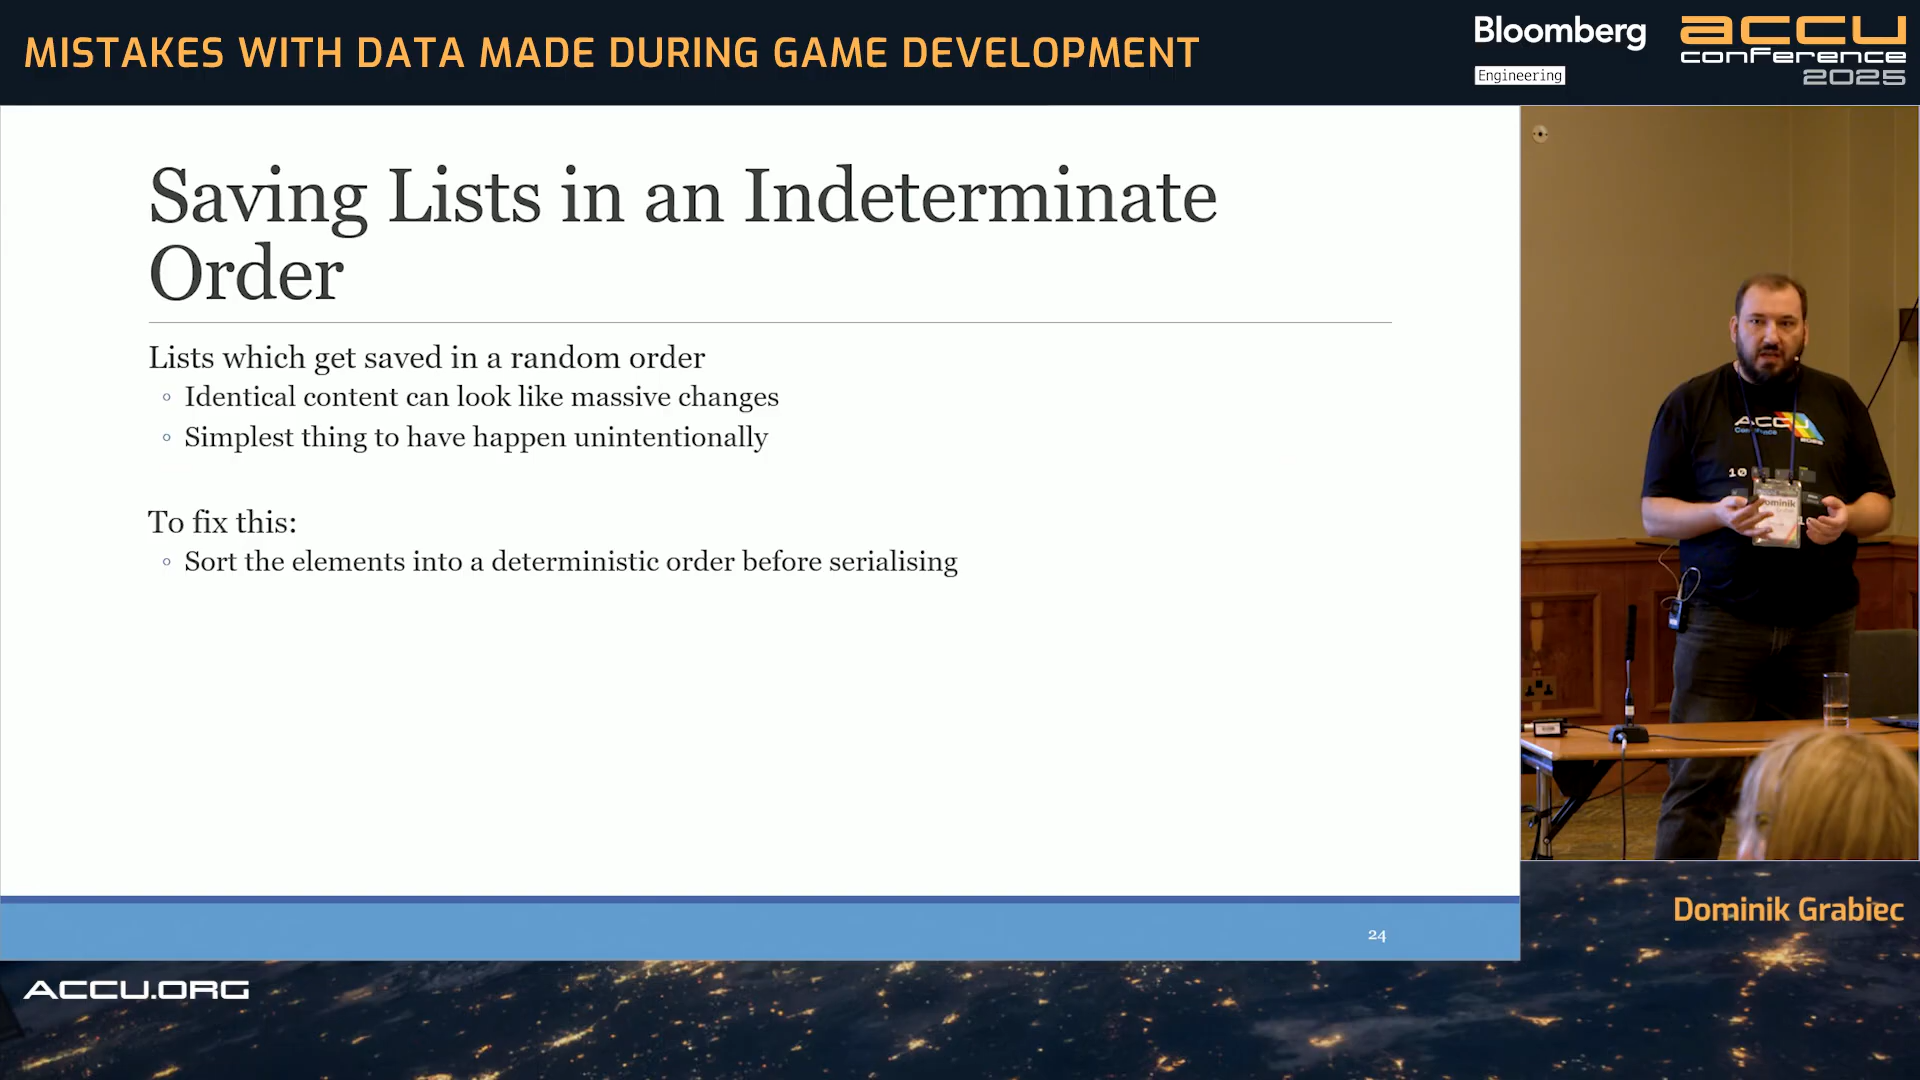 MISTAKES WITH DATA MADE DURING GAME DEVELOPMENT
Bloomberg
Engineering
accu
conference
2025
Saving Lists in an Indeterminate
Order
Lists which get saved in a random order
Identical content can look like massive changes
Simplest thing to have happen unintentionally
To fix this:
Sort the elements into a deterministic order before serialising
24
ACCU
10
Dominik Grabiec
ACCU.ORG